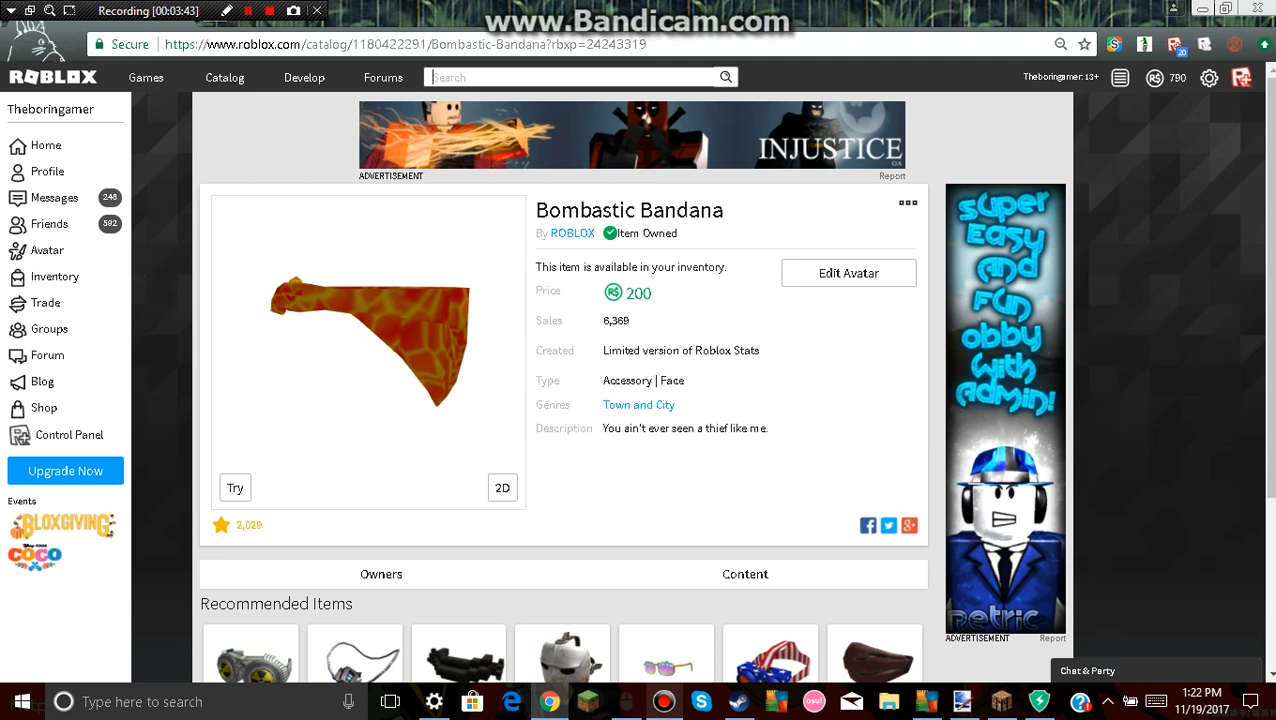 Recording [00:03:43]
www.Bandicam.com
Secure https://www.roblox.com/catalog/1180422291/Bombastic-Bandana?rbxp=24243319
20
ROBLOX Games Catalog Develop Forums Search Theboringamer: 13+ R$ 790
Theboringamer
Home
Profile
Messages 248
Friends 592
Avatar
Inventory
Trade
Groups
Forum
Blog
Shop
Control Panel
Upgrade Now
Events
BLOXGIVING
COCO
INJUSTICE
ADVERTISEMENT Report
Bombastic Bandana
By ROBLOX Item Owned
This item is available in your inventory.
Edit Avatar
Price R$ 200
Sales 6,369
Created Limited version of Roblox Stats
Type Accessory | Face
Genres Town and City
Description You ain't ever seen a thief like me.
Try 2D
2,029
Owners Content
Recommended Items
SUPER
EASY
and
FUN
OBBY
WITH
ADMIN!
Retric
ADVERTISEMENT Report
Chat & Party
Type here to search
osu!
1:22 PM
11/19/2017